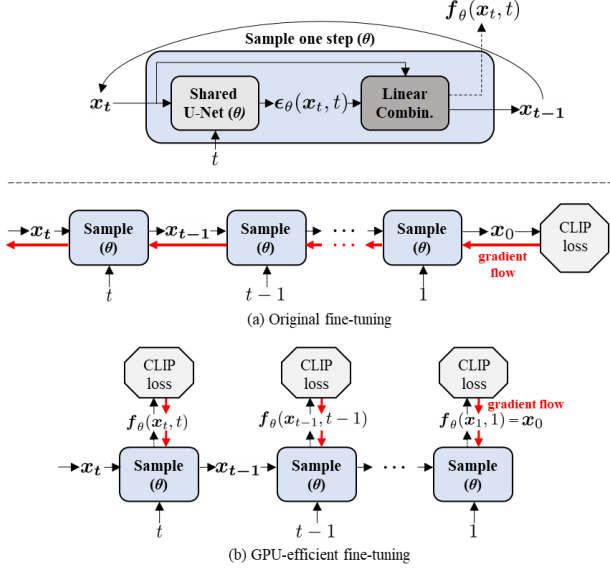 f_θ(x_t, t)
Sample one step (θ)
x_t
Shared
U-Net (θ)
ϵ_θ(x_t, t)
Linear
Combin.
x_{t−1}
t
x_t
Sample
(θ)
x_{t−1}
Sample
(θ)
· · ·
· · ·
Sample
(θ)
x_0
CLIP
loss
gradient
flow
t
t − 1
1
(a) Original fine-tuning
CLIP
loss
CLIP
loss
CLIP
loss
gradient flow
f_θ(x_t, t)
f_θ(x_{t−1}, t−1)
f_θ(x_1, 1) = x_0
x_t
Sample
(θ)
x_{t−1}
Sample
(θ)
· · ·
Sample
(θ)
t
t − 1
1
(b) GPU-efficient fine-tuning